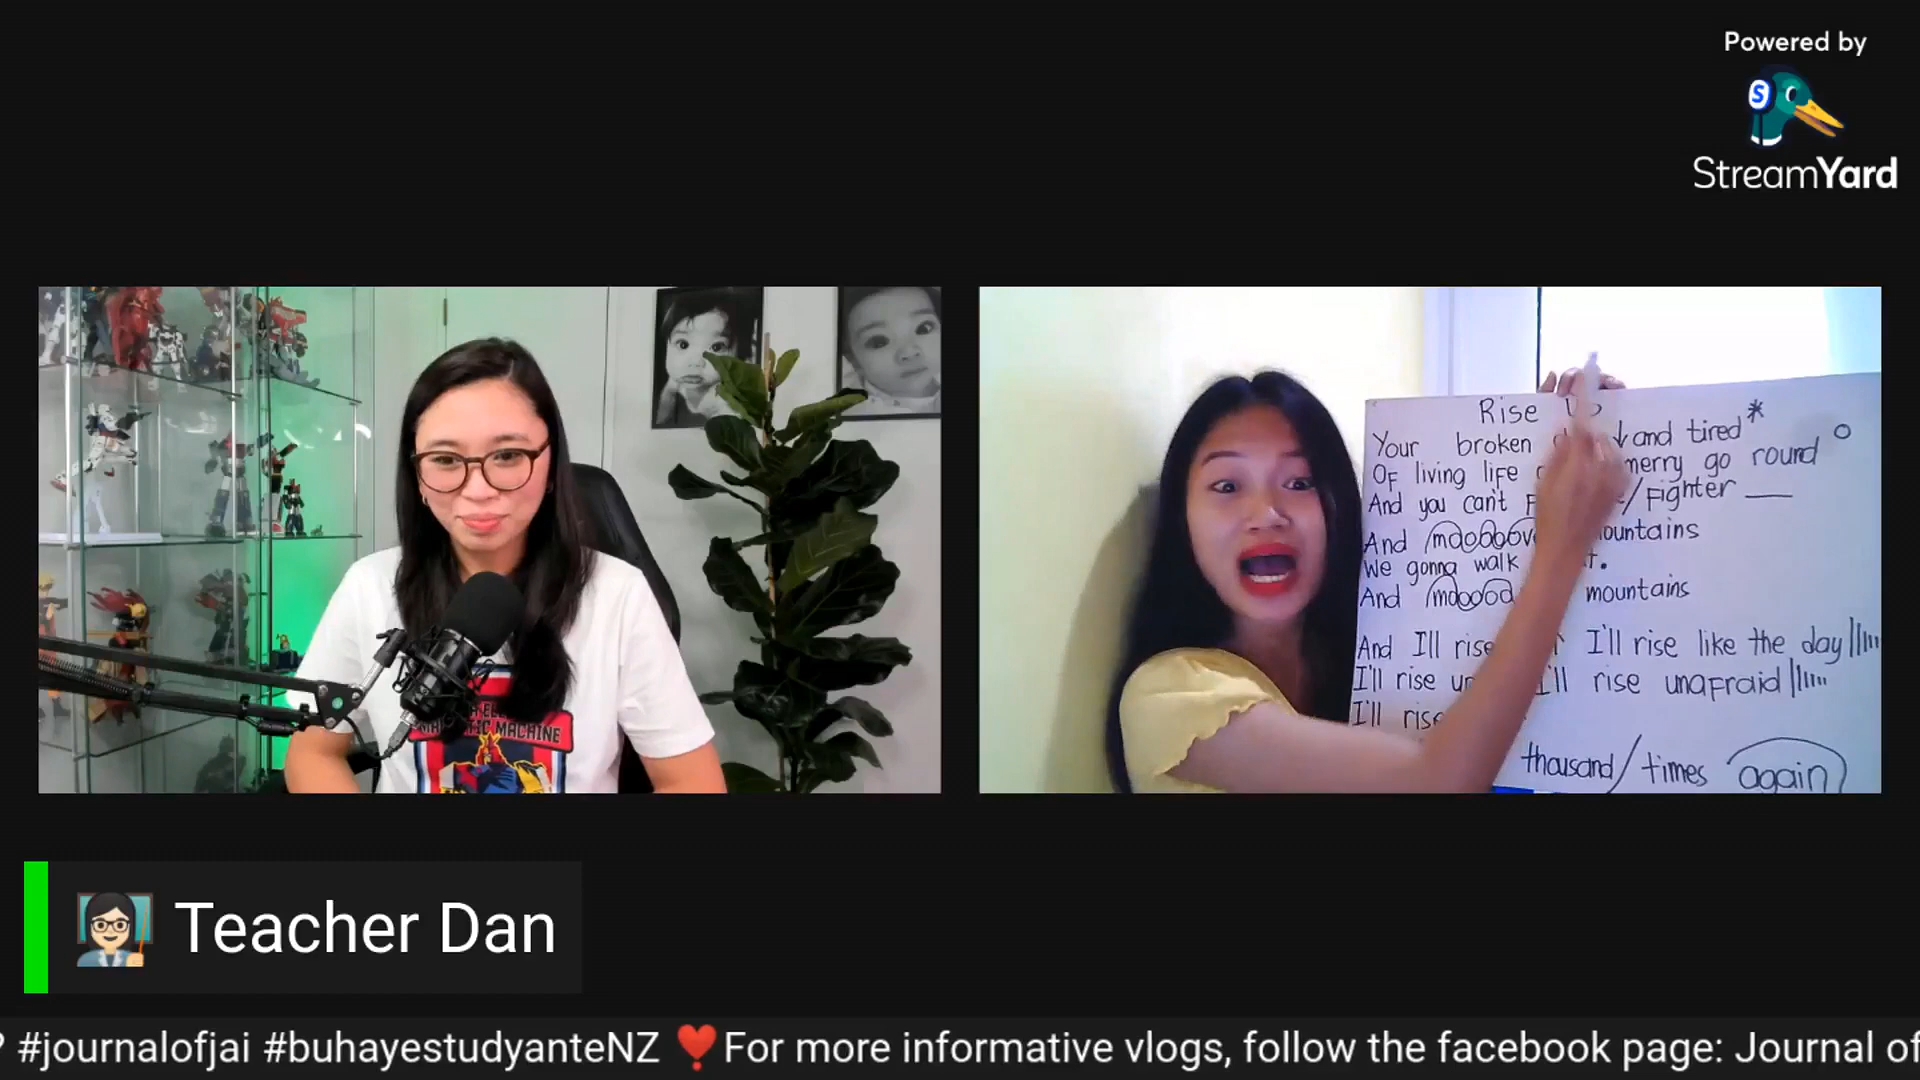 Powered by
S
StreamYard
Rise
Your broken and tired*
Of living life merry go round
And you can't / Fighter ___
And mountains
We gonna walk
And mountains
And I'll rise I'll rise like the day
I'll rise I'll rise unafraid
I'll rise
thousand / times again
MACHINE
Teacher Dan
#journalofjai #buhayestudyanteNZ ❣️For more informative vlogs, follow the facebook page: Journal of